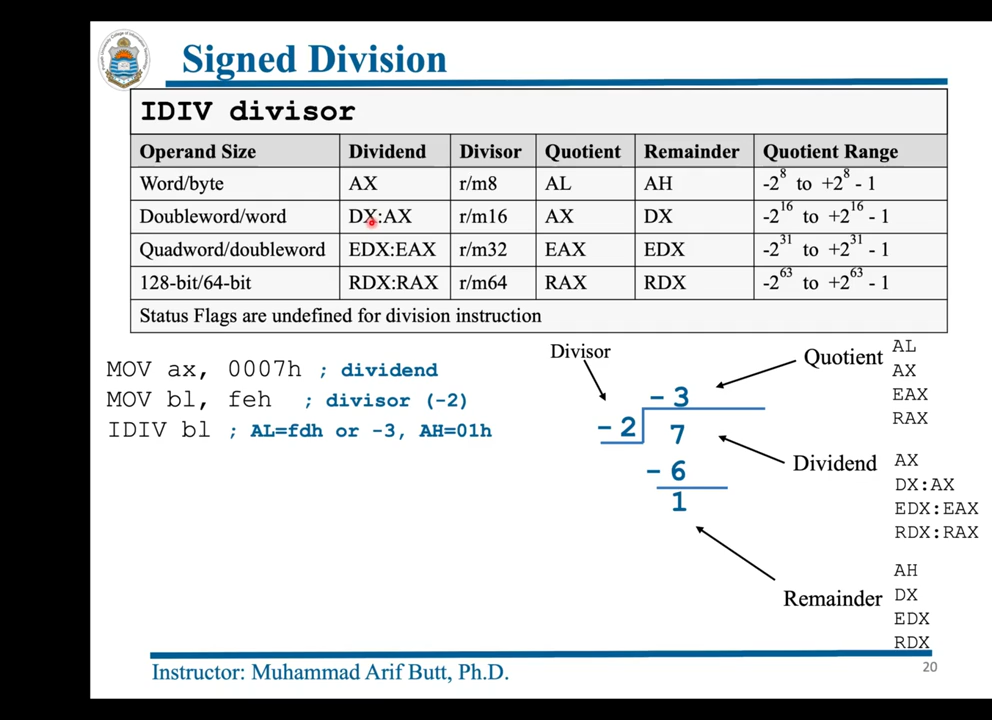 Signed Division
IDIV divisor
Operand Size Dividend Divisor Quotient Remainder Quotient Range
Word/byte AX r/m8 AL AH -2^8 to +2^8 - 1
Doubleword/word DX:AX r/m16 AX DX -2^16 to +2^16 - 1
Quadword/doubleword EDX:EAX r/m32 EAX EDX -2^31 to +2^31 - 1
128-bit/64-bit RDX:RAX r/m64 RAX RDX -2^63 to +2^63 - 1
Status Flags are undefined for division instruction
MOV ax, 0007h ; dividend
MOV bl, feh ; divisor (-2)
IDIV bl ; AL=fdh or -3, AH=01h
Divisor
- 3
- 2
7
- 6
1
Quotient
AL
AX
EAX
RAX
Dividend
AX
DX:AX
EDX:EAX
RDX:RAX
Remainder
AH
DX
EDX
RDX
Instructor: Muhammad Arif Butt, Ph.D.
20